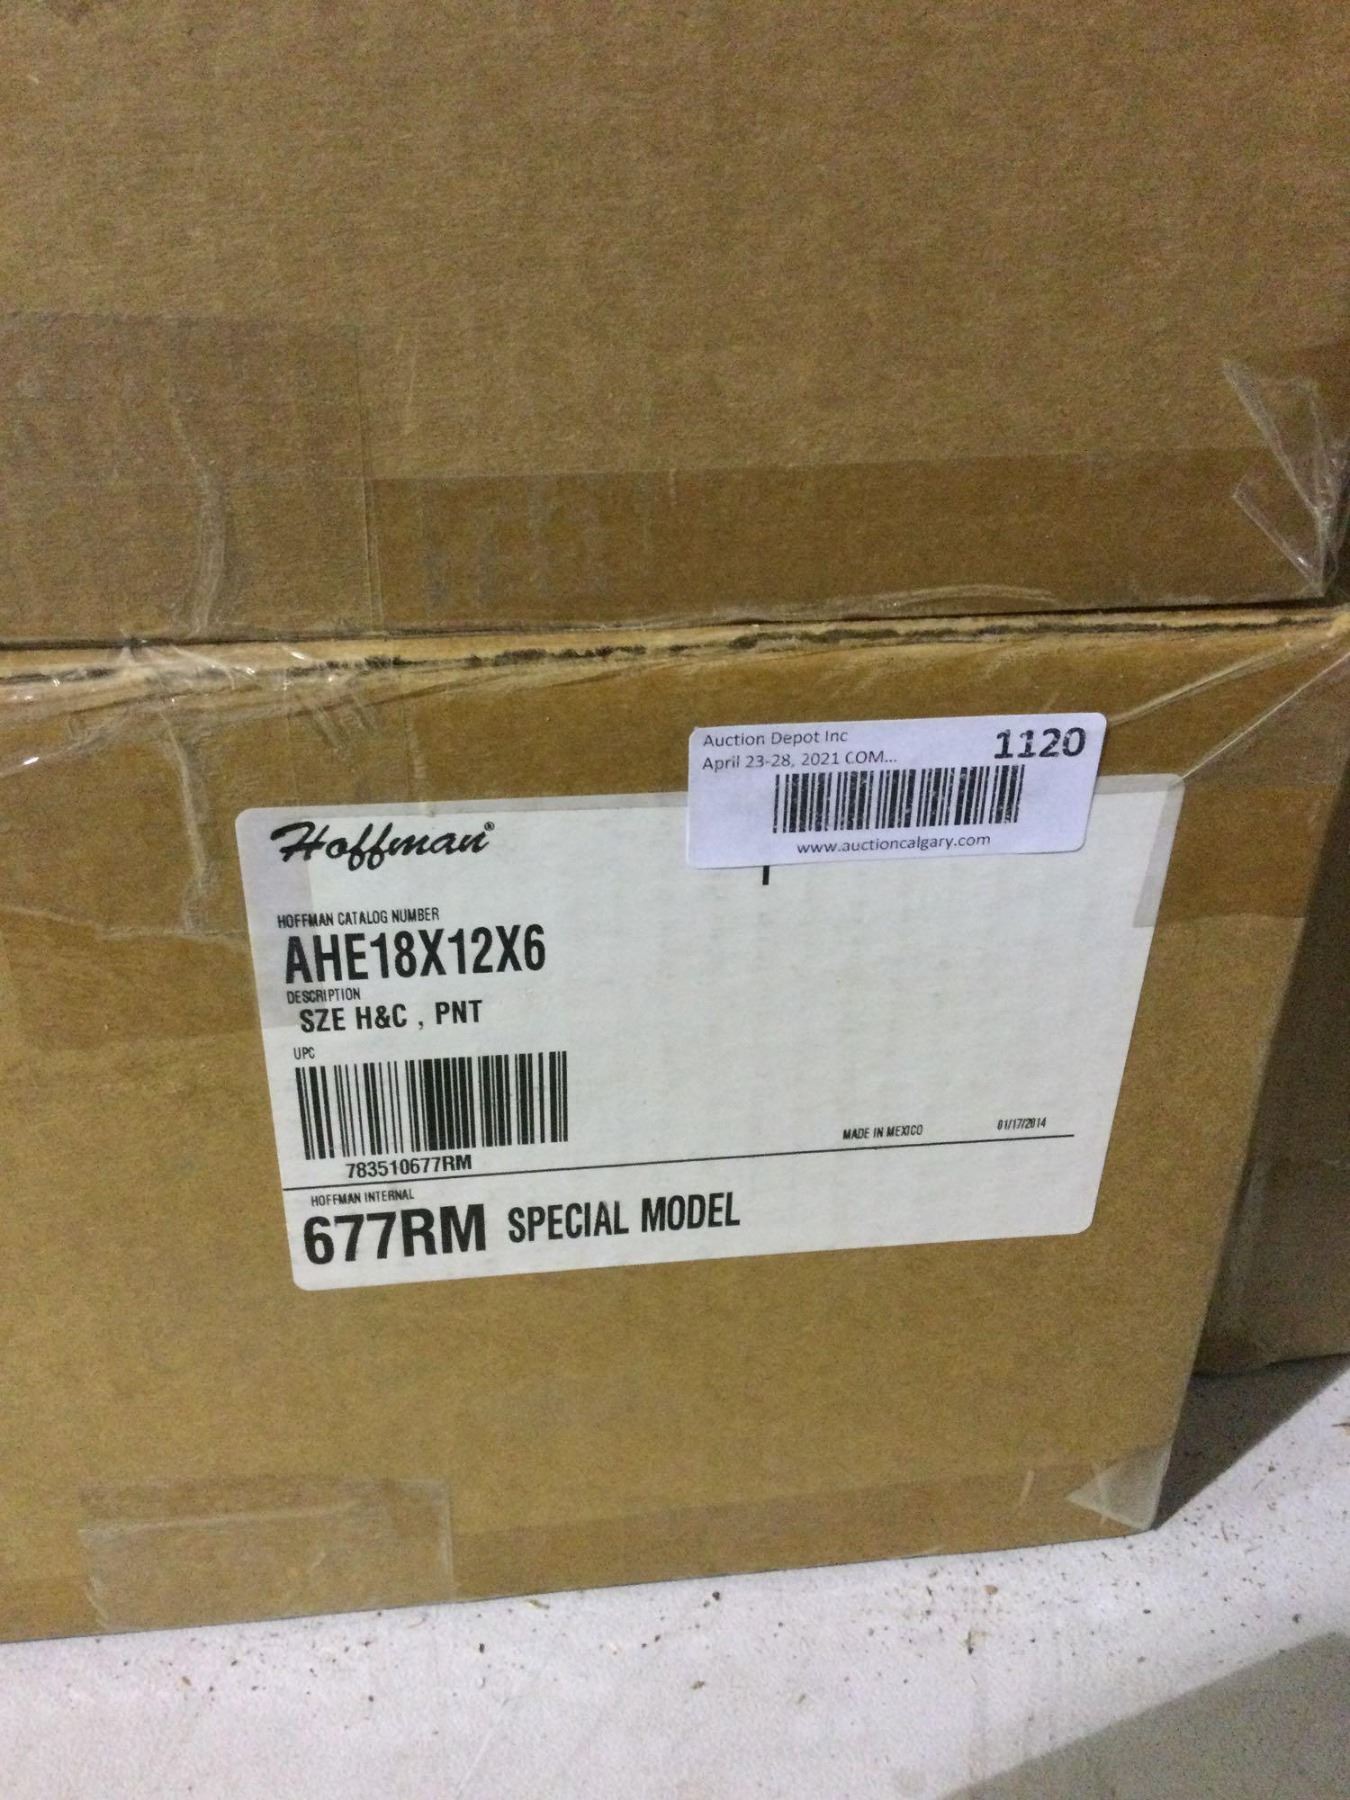 Auction Depot Inc
1120
April 23-28, 2021 COM...
www.auctioncalgary.com
Hoffman®
HOFFMAN CATALOG NUMBER
AHE18X12X6
DESCRIPTION
SZE H&C , PNT
UPC
783510677RM
MADE IN MEXICO
01/17/2014
HOFFMAN INTERNAL
677RM SPECIAL MODEL